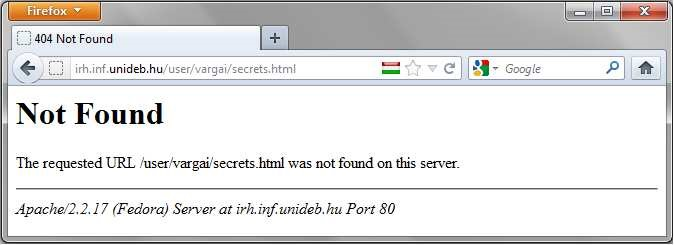 Firefox
404 Not Found
irh.inf.unideb.hu/user/vargai/secrets.html
Google
Not Found
The requested URL /user/vargai/secrets.html was not found on this server.
Apache/2.2.17 (Fedora) Server at irh.inf.unideb.hu Port 80